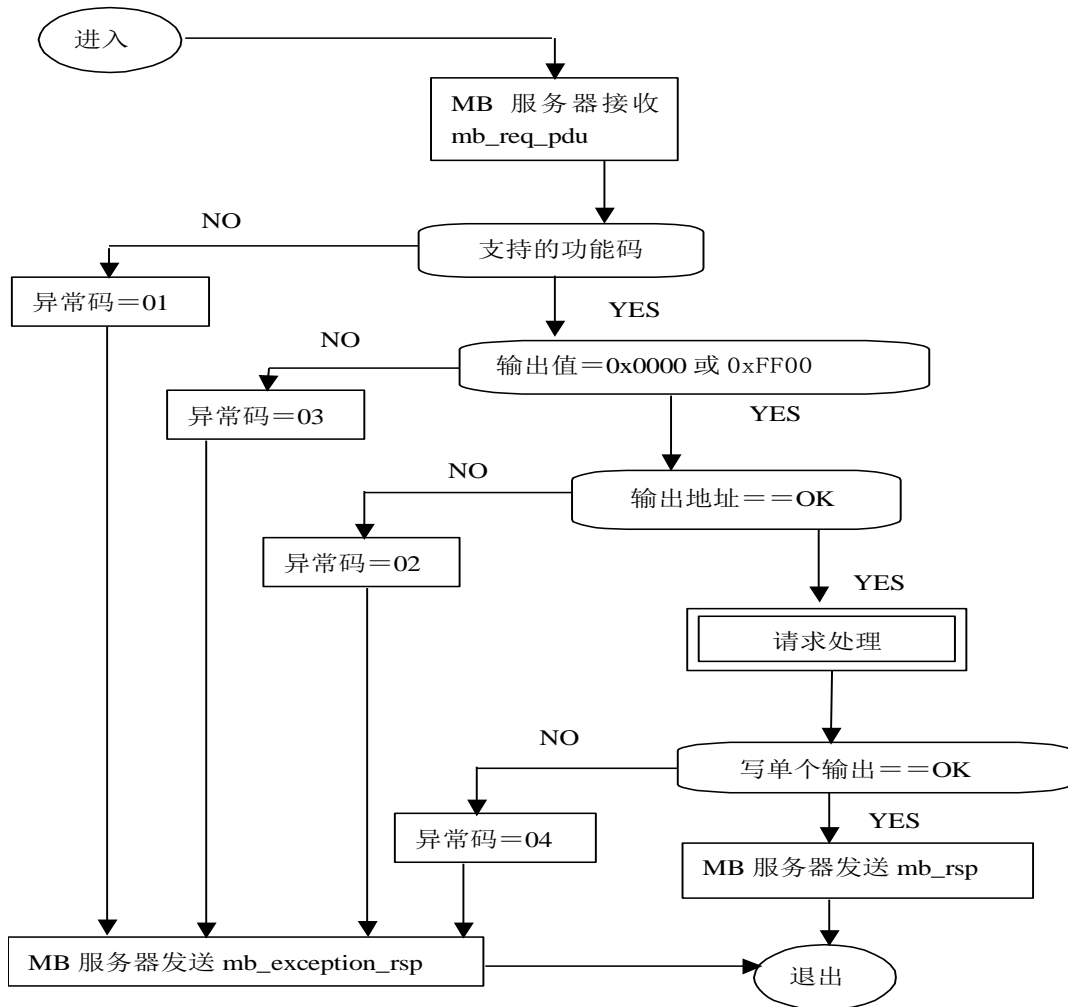 进入
MB 服务器接收
mb_req_pdu
NO
支持的功能码
异常码＝01
YES
NO
输出值＝0x0000 或 0xFF00
异常码＝03
YES
NO
输出地址＝＝OK
异常码＝02
YES
请求处理
NO
写单个输出＝＝OK
异常码＝04
YES
MB 服务器发送 mb_rsp
MB 服务器发送 mb_exception_rsp
退出